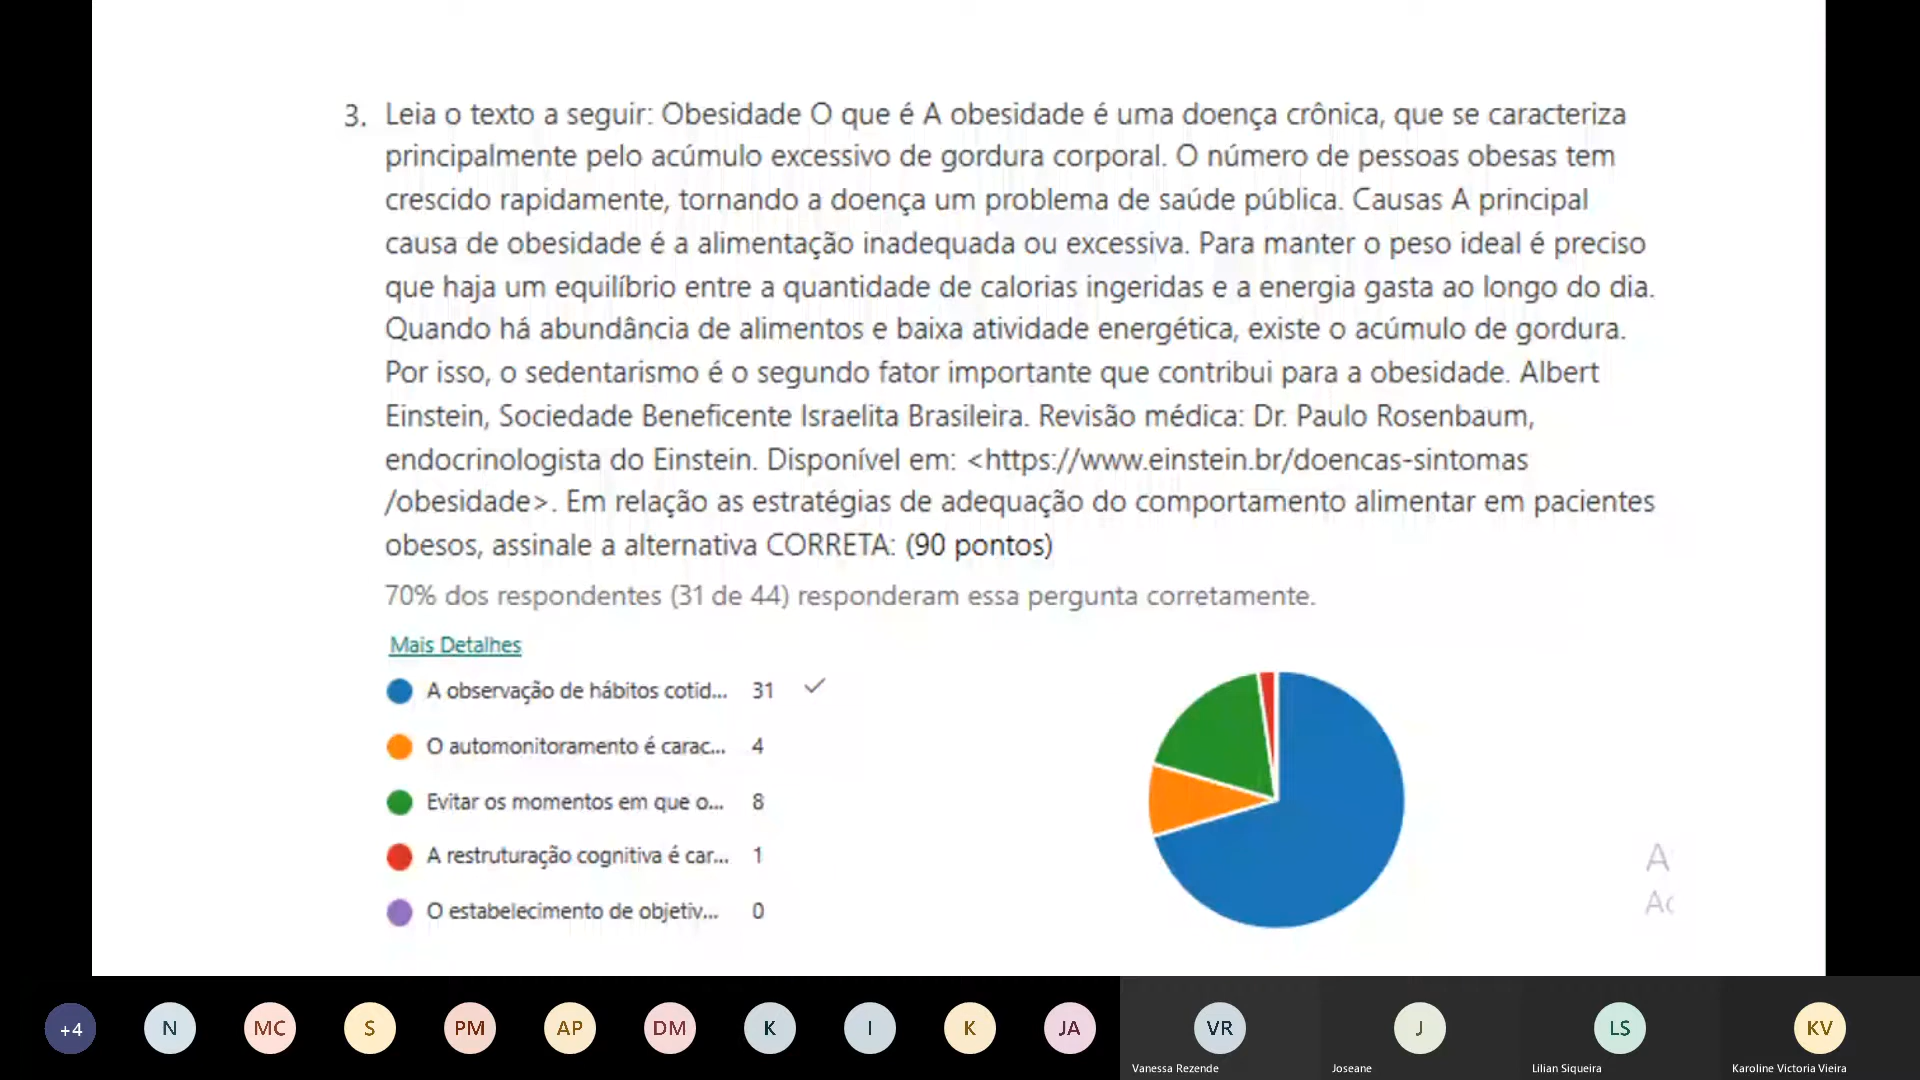 3. Leia o texto a seguir: Obesidade O que é A obesidade é uma doença crônica, que se caracteriza
principalmente pelo acúmulo excessivo de gordura corporal. O número de pessoas obesas tem
crescido rapidamente, tornando a doença um problema de saúde pública. Causas A principal
causa de obesidade é a alimentação inadequada ou excessiva. Para manter o peso ideal é preciso
que haja um equilíbrio entre a quantidade de calorias ingeridas e a energia gasta ao longo do dia.
Quando há abundância de alimentos e baixa atividade energética, existe o acúmulo de gordura.
Por isso, o sedentarismo é o segundo fator importante que contribui para a obesidade. Albert
Einstein, Sociedade Beneficente Israelita Brasileira. Revisão médica: Dr. Paulo Rosenbaum,
endocrinologista do Einstein. Disponível em: <https://www.einstein.br/doencas-sintomas
/obesidade>. Em relação as estratégias de adequação do comportamento alimentar em pacientes
obesos, assinale a alternativa CORRETA: (90 pontos)
70% dos respondentes (31 de 44) responderam essa pergunta corretamente.
Mais Detalhes
A observação de hábitos cotid... 31
O automonitoramento é carac... 4
Evitar os momentos em que o... 8
A restruturação cognitiva é car... 1
O estabelecimento de objetiv... 0
A
Ac
+4 N MC S PM AP DM K I K JA VR J LS KV
Vanessa Rezende Joseane Lilian Siqueira Karoline Victoria Vieira